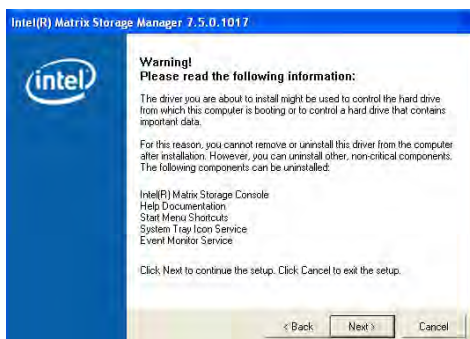 Intel(R) Matrix Storage Manager 7.5.0.1017
intel
Warning!
Please read the following information:
The driver you are about to install might be used to control the hard drive
from which this computer is booting or to control a hard drive that contains
important data.
For this reason, you cannot remove or uninstall this driver from the computer
after installation. However, you can uninstall other, non-critical components.
The following components can be uninstalled:
Intel(R) Matrix Storage Console
Help Documentation
Start Menu Shortcuts
System Tray Icon Service
Event Monitor Service
Click Next to continue the setup. Click Cancel to exit the setup.
< Back Next > Cancel